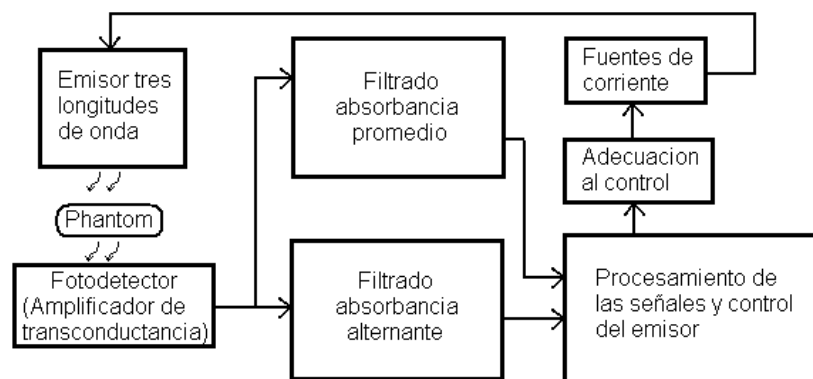 Emisor tres
longitudes
de onda
Phantom
Fotodetector
(Amplificador de
transconductancia)
Filtrado
absorbancia
promedio
Filtrado
absorbancia
alternante
Fuentes de
corriente
Adecuacion
al control
Procesamiento de
las señales y control
del emisor